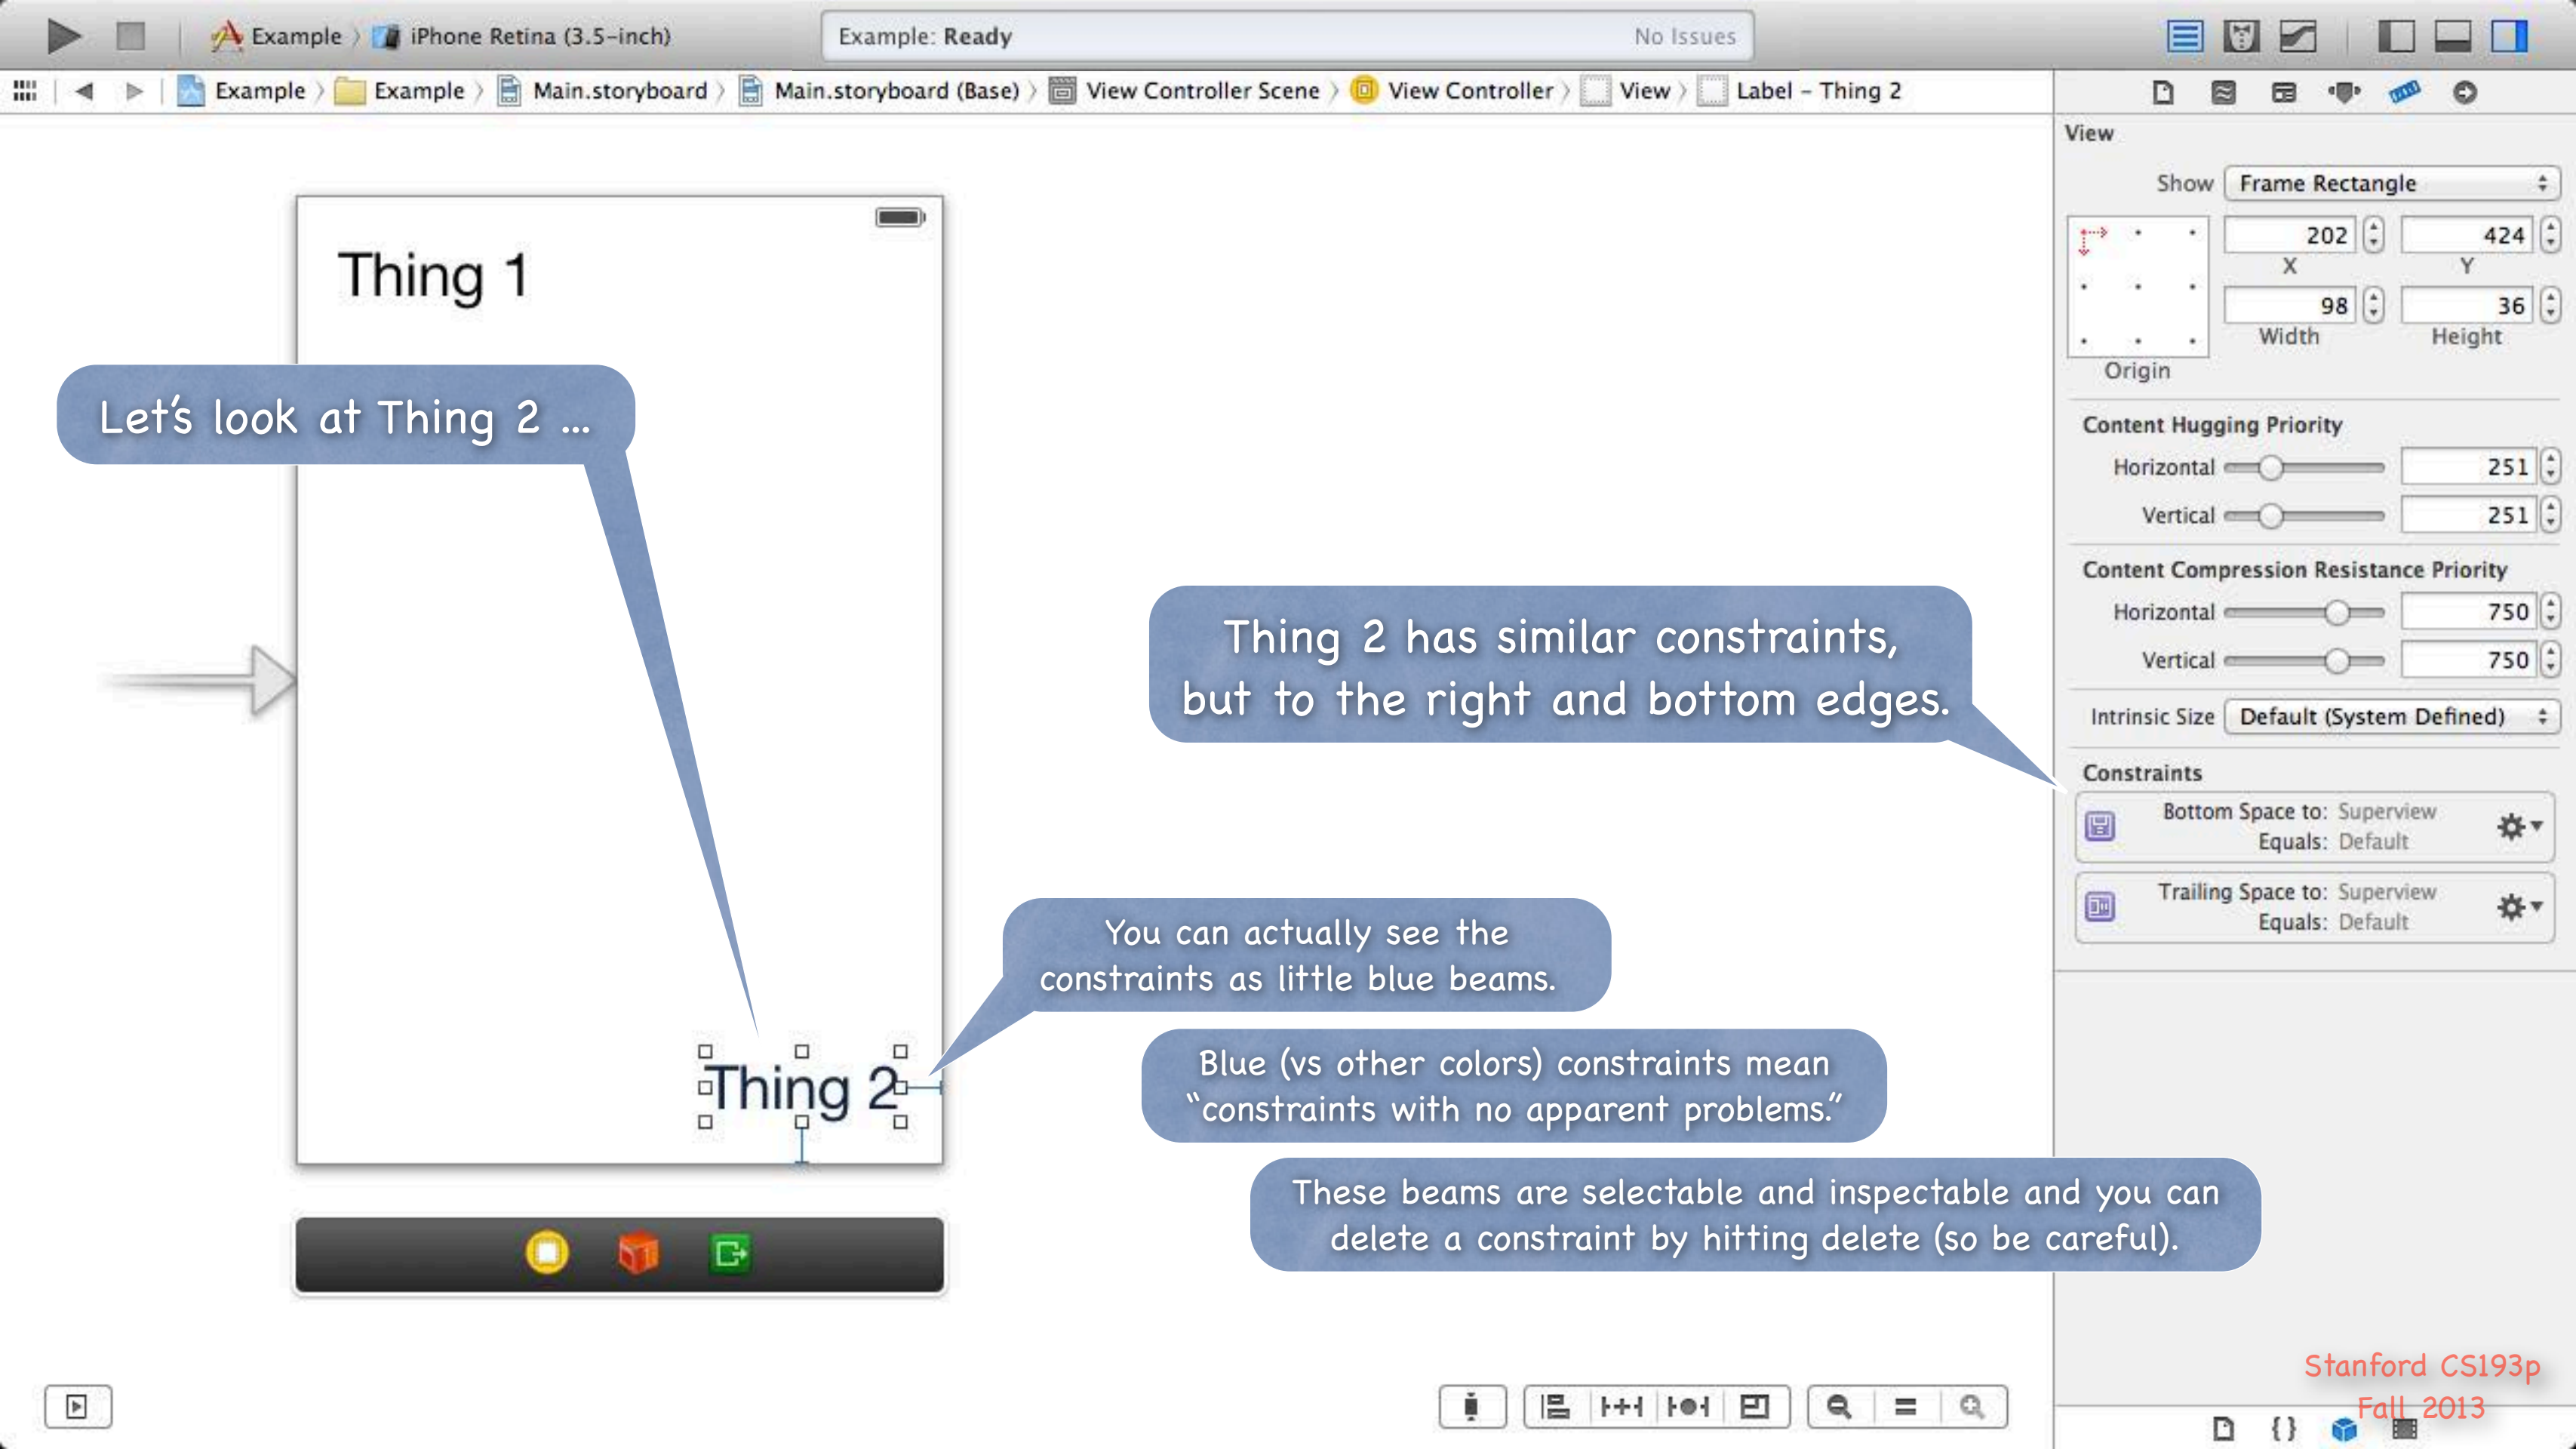 Example
iPhone Retina (3.5-inch)
Example: Ready
No Issues
Example
Example
Main.storyboard
Main.storyboard (Base)
View Controller Scene
View Controller
View
Label - Thing 2
Thing 1
Let's look at Thing 2 ...
Thing 2 has similar constraints,
but to the right and bottom edges.
You can actually see the
constraints as little blue beams.
Thing 2
Blue (vs other colors) constraints mean
“constraints with no apparent problems.”
These beams are selectable and inspectable and you can
delete a constraint by hitting delete (so be careful).
View
Show Frame Rectangle
202 424
X Y
98 36
Width Height
Origin
Content Hugging Priority
Horizontal 251
Vertical 251
Content Compression Resistance Priority
Horizontal 750
Vertical 750
Intrinsic Size Default (System Defined)
Constraints
Bottom Space to: Superview
Equals: Default
Trailing Space to: Superview
Equals: Default
Stanford CS193p
Fall 2013